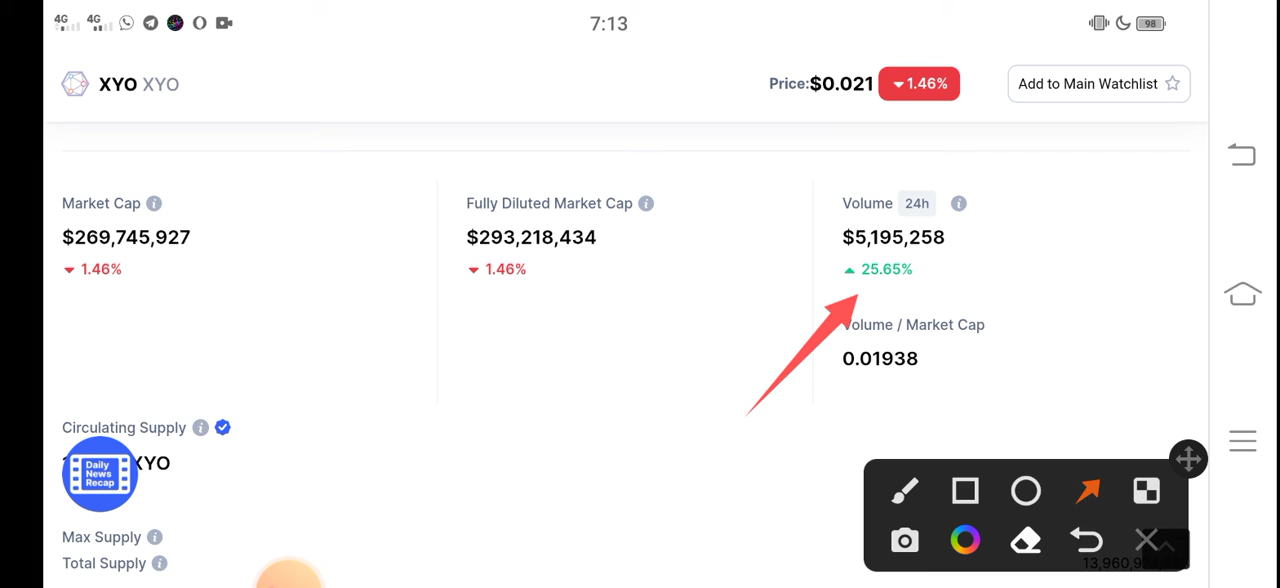 4G 4G 7:13 98
XYO XYO Price:$0.021 1.46% Add to Main Watchlist
Market Cap Fully Diluted Market Cap Volume 24h
$269,745,927 $293,218,434 $5,195,258
1.46% 1.46% 25.65%
Volume / Market Cap
0.01938
Circulating Supply
XYO
Daily
News
Recap
Max Supply
Total Supply